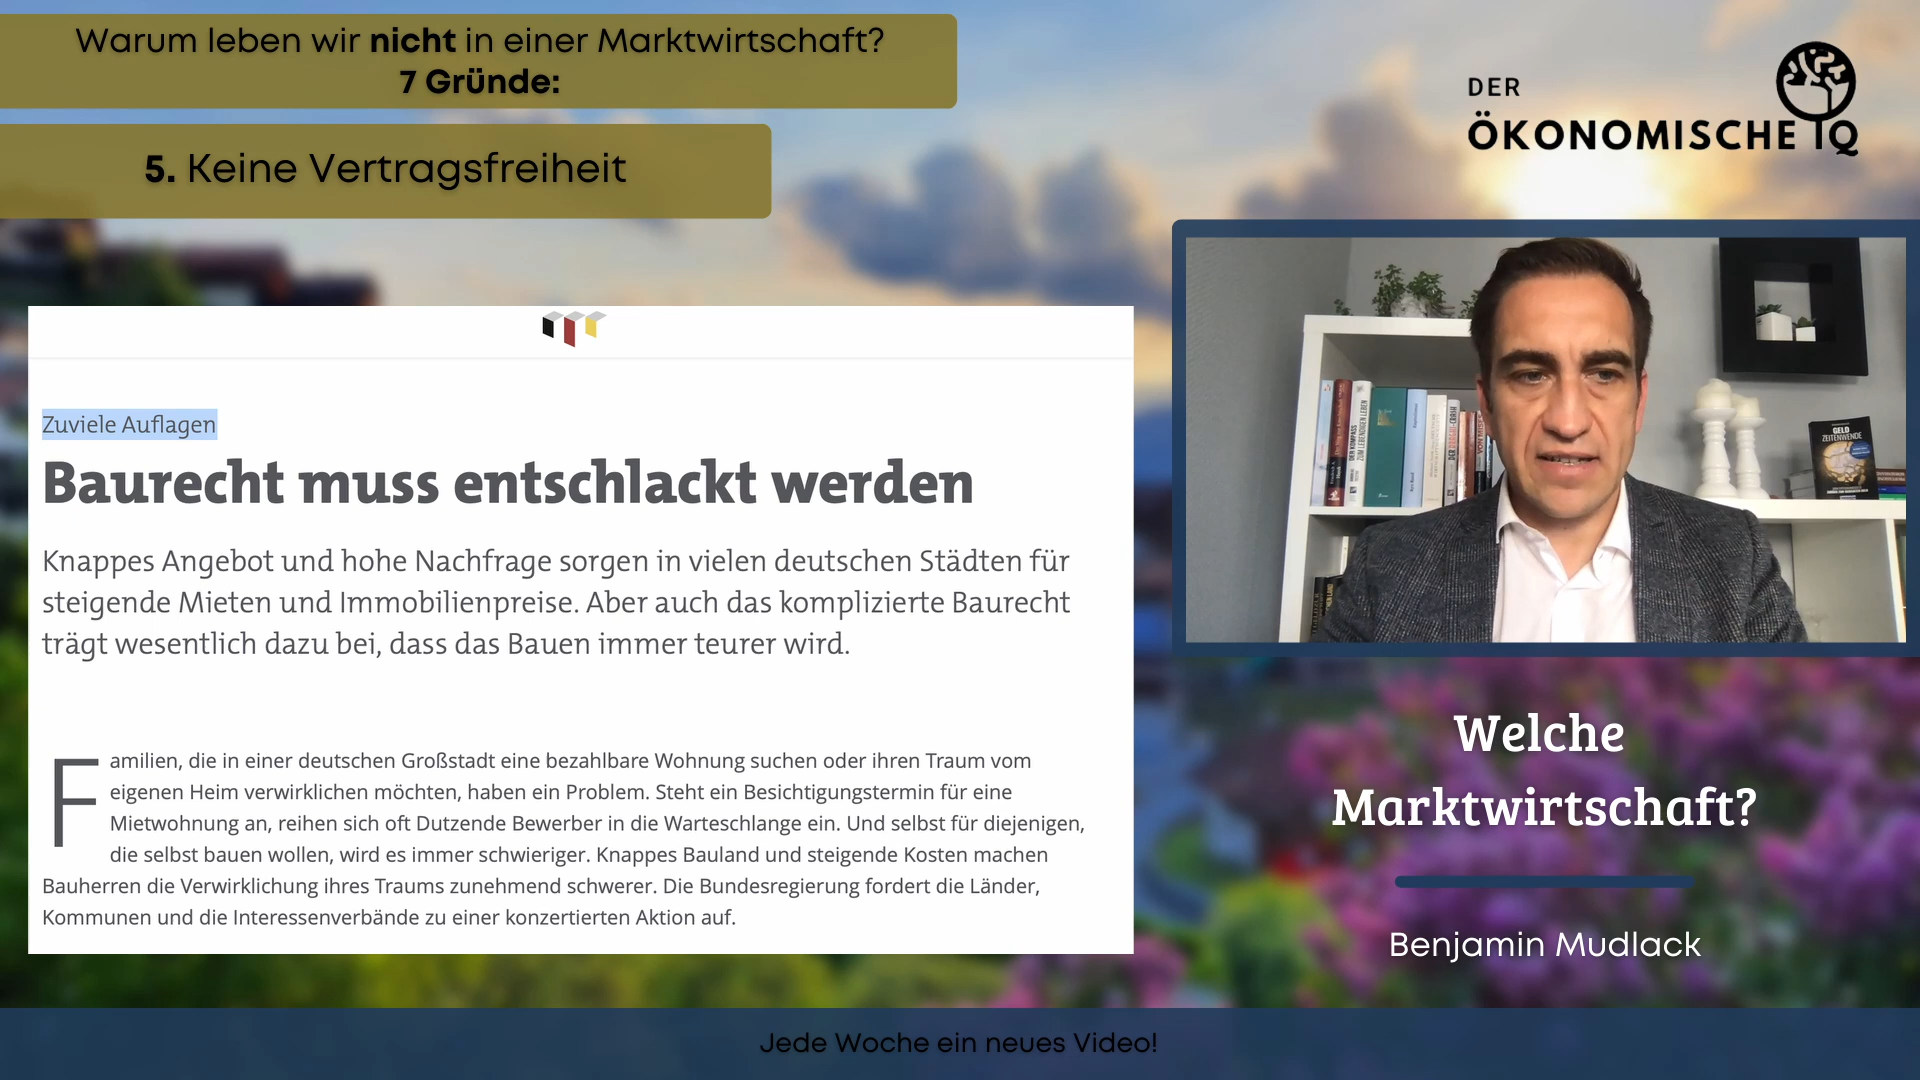 Warum leben wir nicht in einer Marktwirtschaft?
7 Gründe:
5. Keine Vertragsfreiheit
DER
ÖKONOMISCHE IQ
Zuviele Auflagen
Baurecht muss entschlackt werden
Knappes Angebot und hohe Nachfrage sorgen in vielen deutschen Städten für
steigende Mieten und Immobilienpreise. Aber auch das komplizierte Baurecht
trägt wesentlich dazu bei, dass das Bauen immer teurer wird.
Familien, die in einer deutschen Großstadt eine bezahlbare Wohnung suchen oder ihren Traum vom
eigenen Heim verwirklichen möchten, haben ein Problem. Steht ein Besichtigungstermin für eine
Mietwohnung an, reihen sich oft Dutzende Bewerber in die Warteschlange ein. Und selbst für diejenigen,
die selbst bauen wollen, wird es immer schwieriger. Knappes Bauland und steigende Kosten machen
Bauherren die Verwirklichung ihres Traums zunehmend schwerer. Die Bundesregierung fordert die Länder,
Kommunen und die Interessenverbände zu einer konzertierten Aktion auf.
DER KOMPASS
ZUM LEBENDIGEN LEBEN
GELD
ZEITENWENDE
Welche
Marktwirtschaft?
Benjamin Mudlack
Jede Woche ein neues Video!